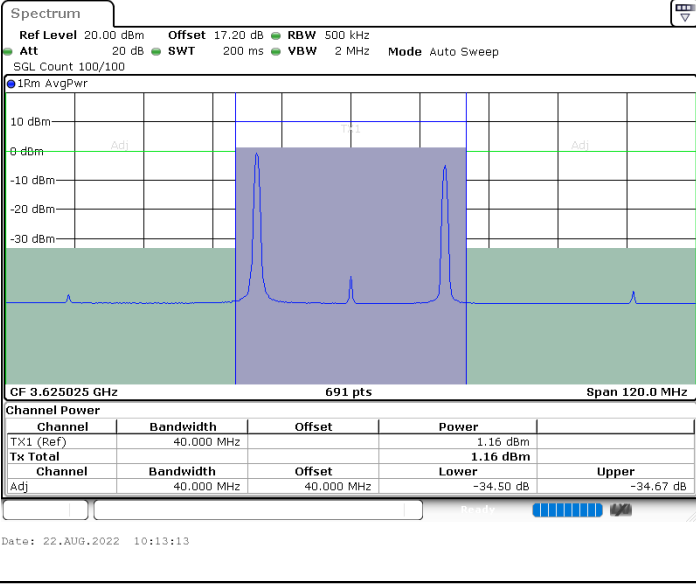 Spectrum
Ref Level 20.00 dBm Offset 17.20 dB RBW 500 kHz
Att 20 dB SWT 200 ms VBW 2 MHz Mode Auto Sweep
SGL Count 100/100
1Rm AvgPwr
10 dBm
TX1
0 dBm
Adj
Adj
-10 dBm
-20 dBm
-30 dBm
CF 3.625025 GHz 691 pts Span 120.0 MHz
Channel Power
Channel Bandwidth Offset Power
TX1 (Ref) 40.000 MHz 1.16 dBm
Tx Total 1.16 dBm
Channel Bandwidth Offset Lower Upper
Adj 40.000 MHz 40.000 MHz -34.50 dB -34.67 dB
Ready
Date: 22.AUG.2022 10:13:13